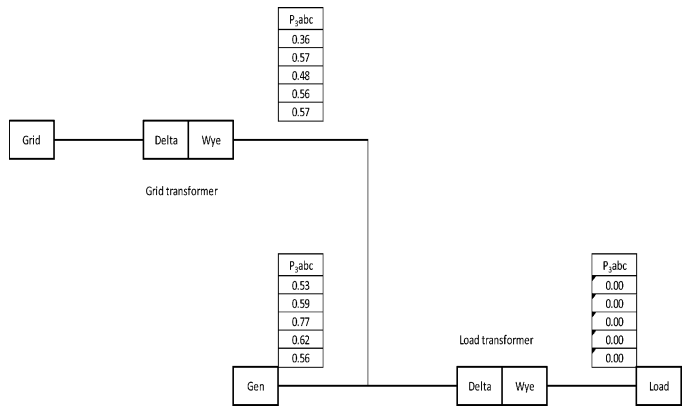 P₃abc
0.36
0.57
0.48
0.56
0.57
Grid
Delta
Wye
Grid transformer
P₃abc
0.53
0.59
0.77
0.62
0.56
P₃abc
0.00
0.00
0.00
0.00
0.00
Load transformer
Gen
Delta
Wye
Load